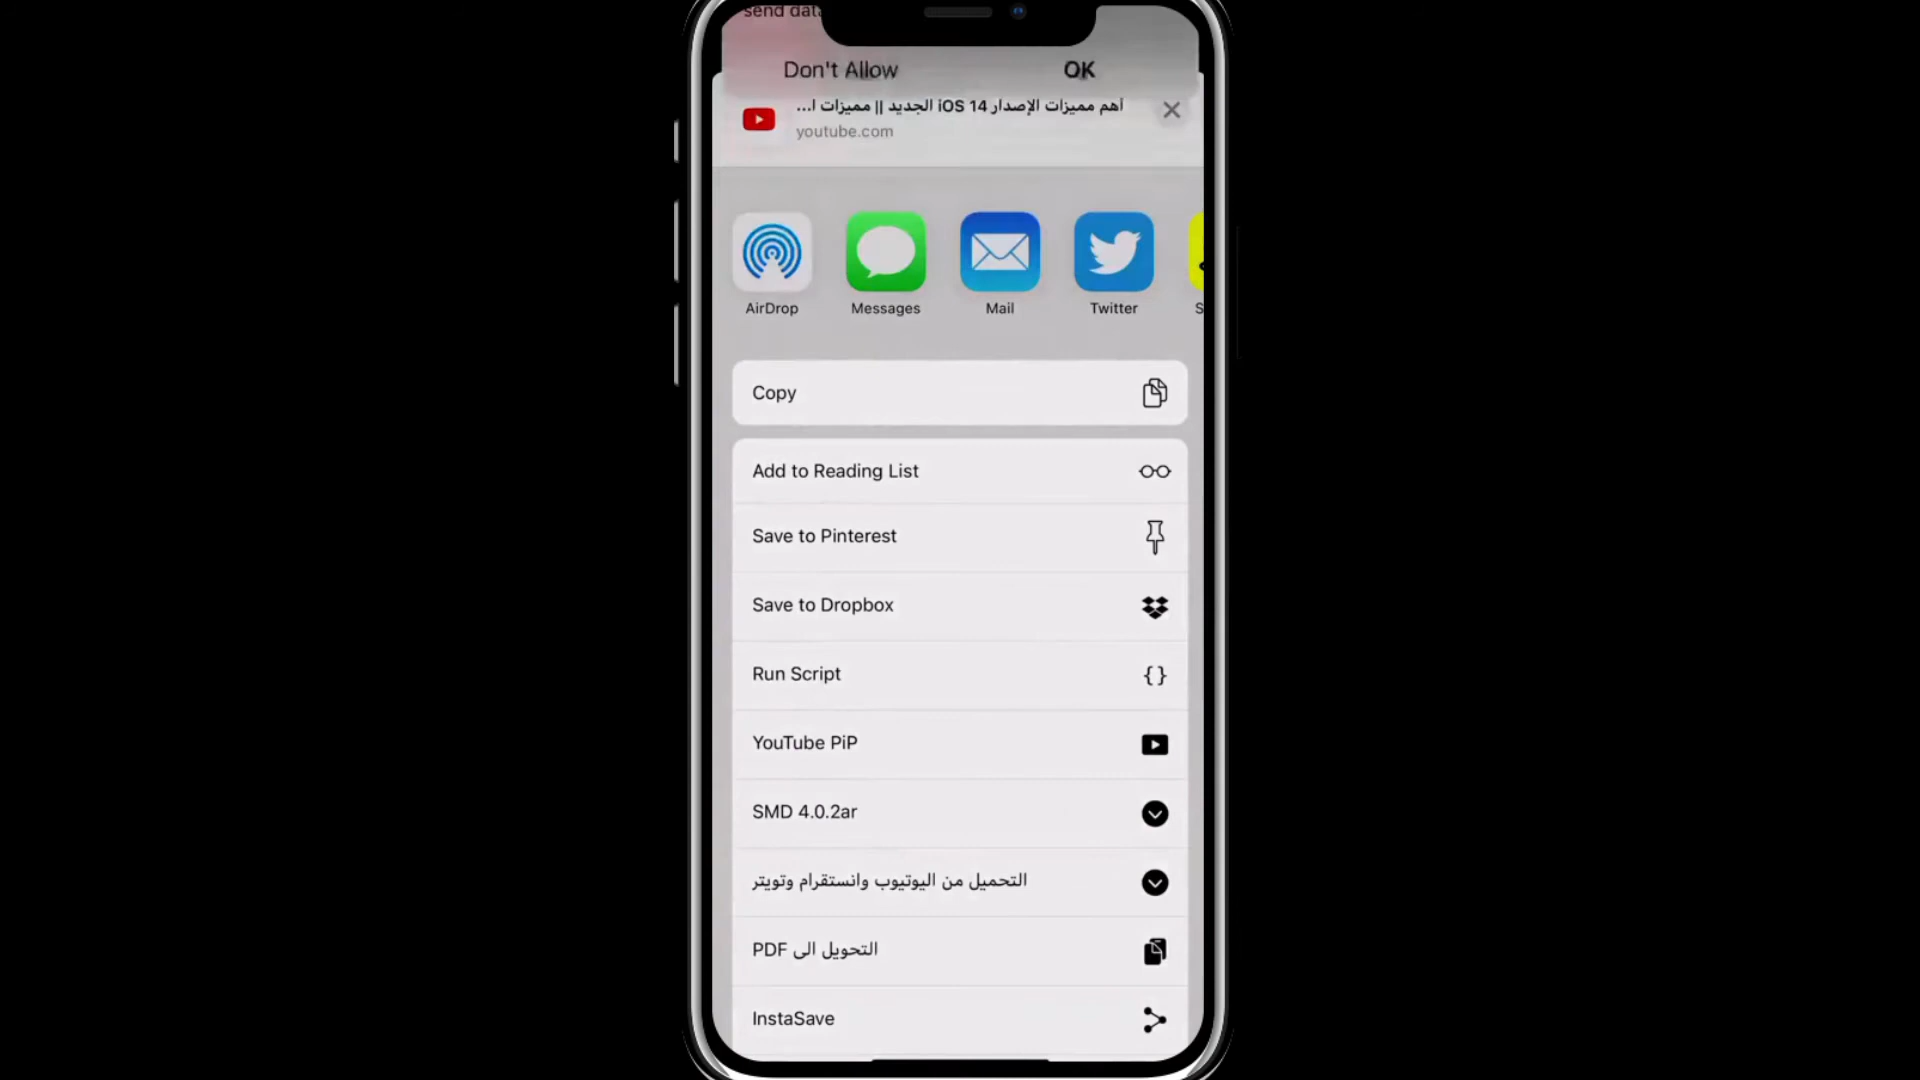 send data
Don't Allow
OK
أهم مميزات الإصدار iOS 14 الجديد || مميزات ا...
youtube.com
AirDrop
Messages
Mail
Twitter
S
Copy
Add to Reading List
Save to Pinterest
Save to Dropbox
Run Script
YouTube PiP
SMD 4.0.2ar
التحميل من اليوتيوب وانستقرام وتويتر
التحويل الى PDF
InstaSave